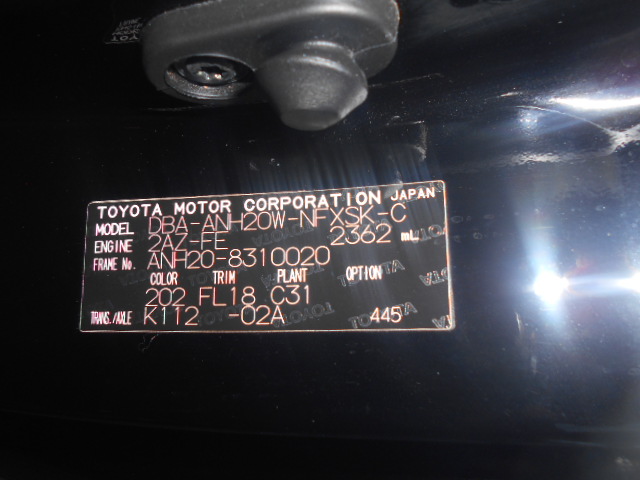 TOYOTA MOTOR CORPORATION JAPAN
MODEL DBA-ANH20W-NFXSK-C
ENGINE 2AZ-FE 2362 mL
FRAME No. ANH20-8310020
COLOR TRIM PLANT OPTION
202 FL18 C31
TRANS./AXLE K112 -02A 445